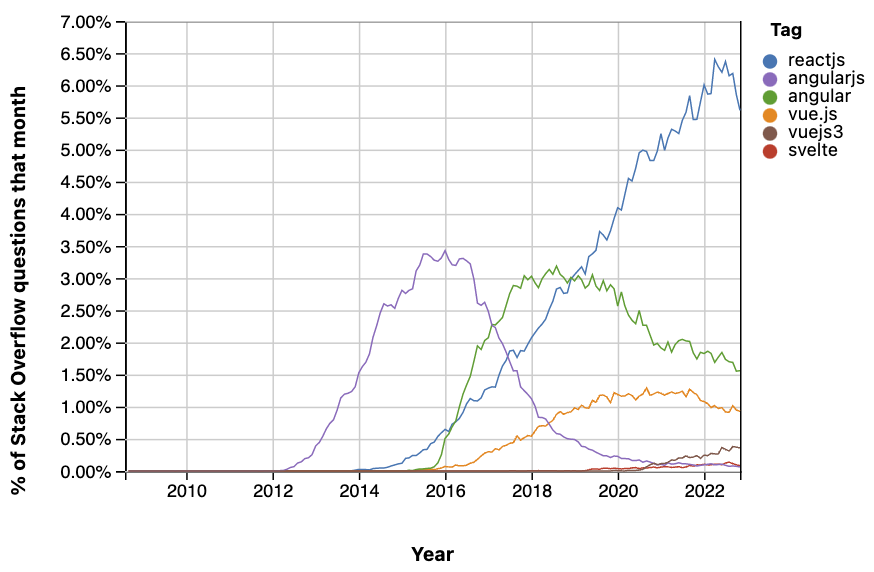 7.00%
6.50%
6.00%
5.50%
5.00%
4.50%
4.00%
3.50%
3.00%
2.50%
2.00%
1.50%
1.00%
0.50%
0.00%
% of Stack Overflow questions that month
2010 2012 2014 2016 2018 2020 2022
Year
Tag
reactjs
angularjs
angular
vue.js
vuejs3
svelte